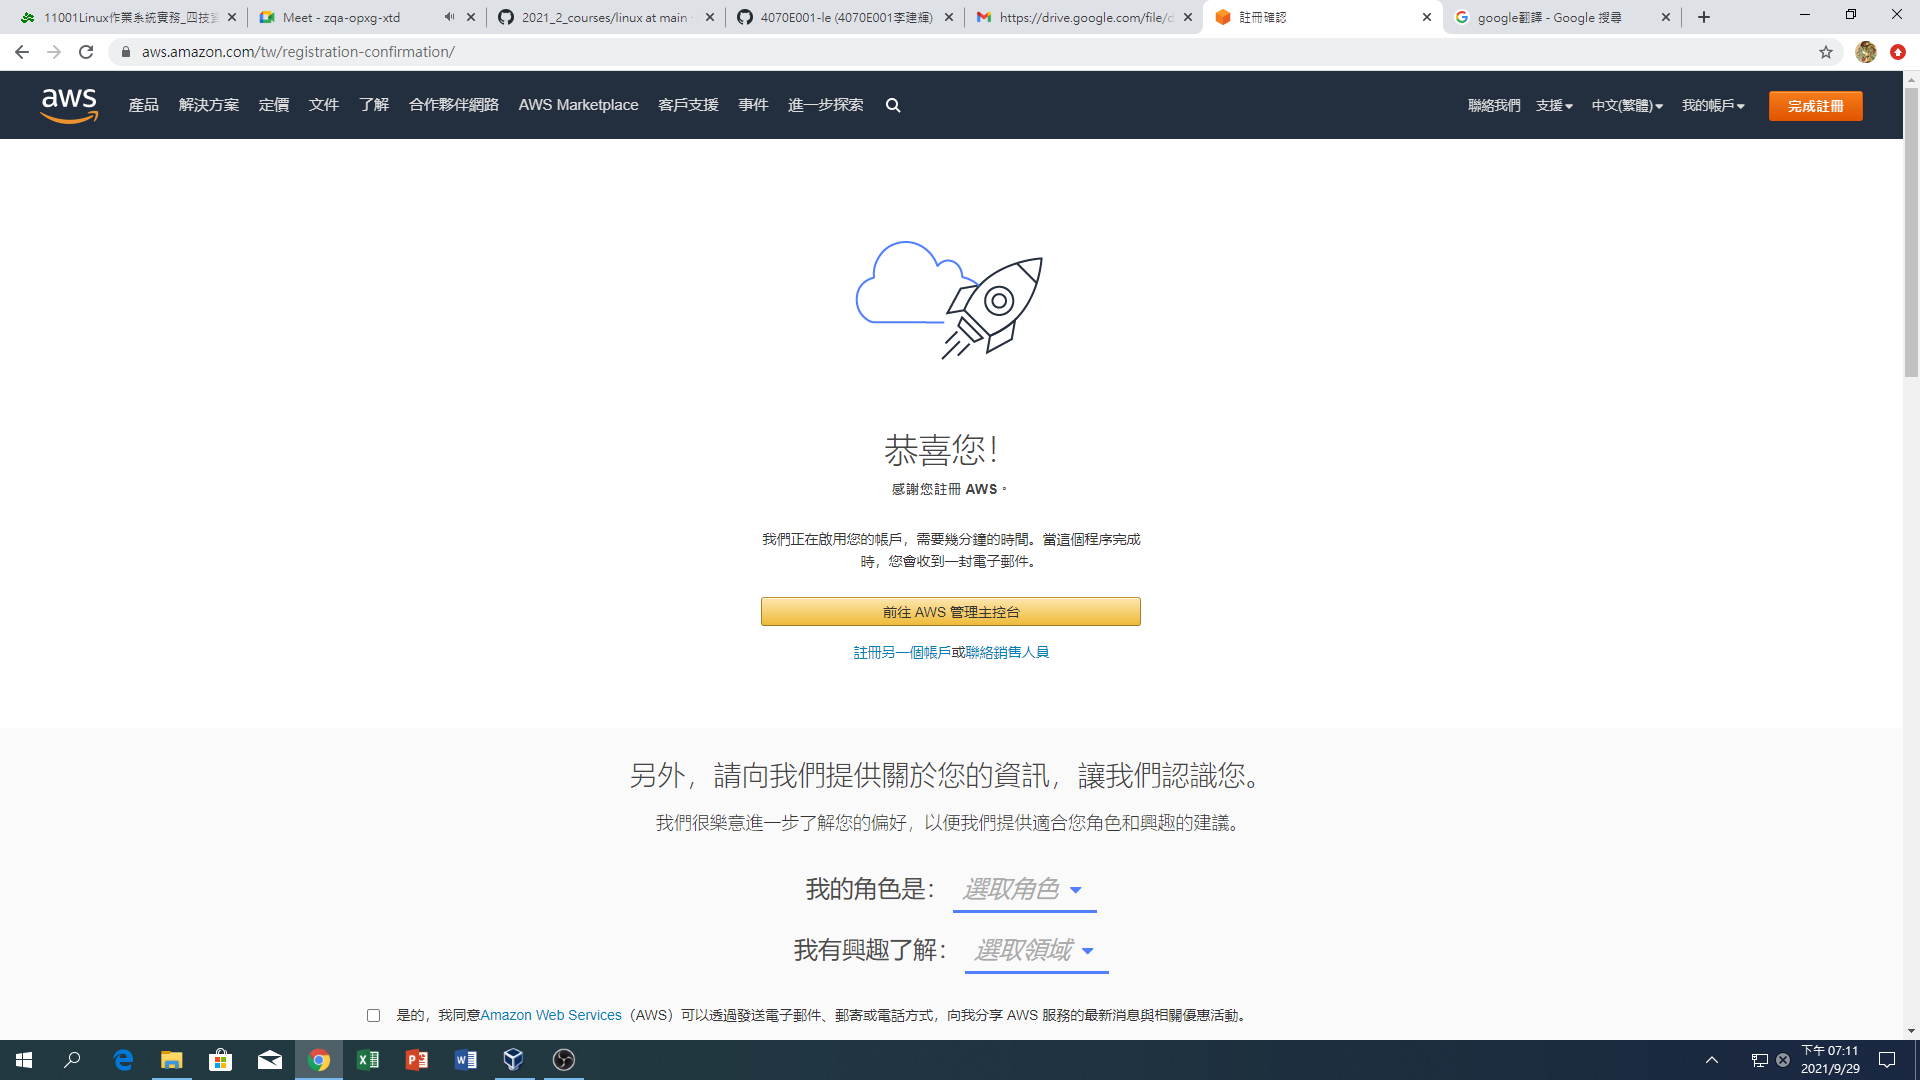 11001Linux作業系統實務_四技資
Meet - zqa-opxg-xtd
2021_2_courses/linux at main
4070E001-le (4070E001李建輝)
https://drive.google.com/file/d
註冊確認
google翻譯 - Google 搜尋
aws.amazon.com/tw/registration-confirmation/
aws 產品 解決方案 定價 文件 了解 合作夥伴網路 AWS Marketplace 客戶支援 事件 進一步探索 聯絡我們 支援 中文(繁體) 我的帳戶 完成註冊
恭喜您！
感謝您註冊 AWS。
我們正在啟用您的帳戶，需要幾分鐘的時間。當這個程序完成
時，您會收到一封電子郵件。
前往 AWS 管理主控台
註冊另一個帳戶或聯絡銷售人員
另外，請向我們提供關於您的資訊，讓我們認識您。
我們很樂意進一步了解您的偏好，以便我們提供適合您角色和興趣的建議。
我的角色是： 選取角色
我有興趣了解： 選取領域
是的，我同意Amazon Web Services（AWS）可以透過發送電子郵件、郵寄或電話方式，向我分享 AWS 服務的最新消息與相關優惠活動。
下午 07:11
2021/9/29